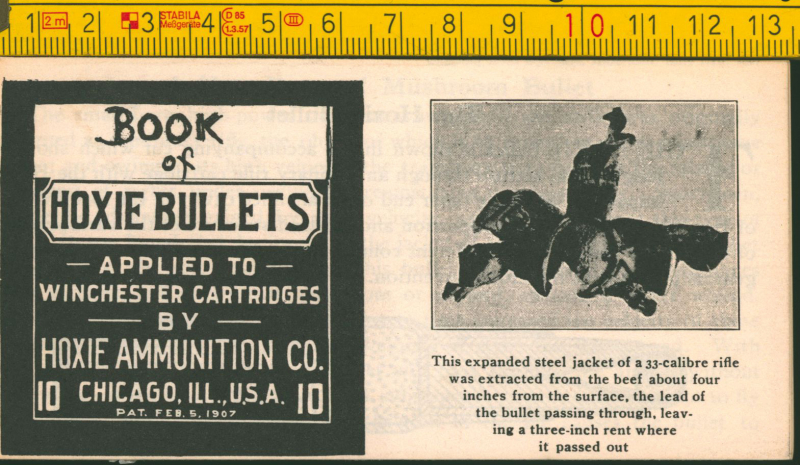 1 2m 2 3 STABILA Meßgeräte D 85 1.3.57 4 5 III 6 7 8 9 10 11 12 13
BOOK
of
HOXIE BULLETS
— APPLIED TO —
WINCHESTER CARTRIDGES
— BY —
HOXIE AMMUNITION CO.
10 CHICAGO, ILL., U.S.A. 10
PAT. FEB. 5, 1907
This expanded steel jacket of a 33-calibre rifle
was extracted from the beef about four
inches from the surface, the lead of
the bullet passing through, leav-
ing a three-inch rent where
it passed out